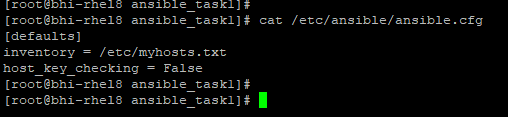 [root@bhi-rhel8 ansible_task1]#
[root@bhi-rhel8 ansible_task1]# cat /etc/ansible/ansible.cfg
[defaults]
inventory = /etc/myhosts.txt
host_key_checking = False
[root@bhi-rhel8 ansible_task1]#
[root@bhi-rhel8 ansible_task1]#